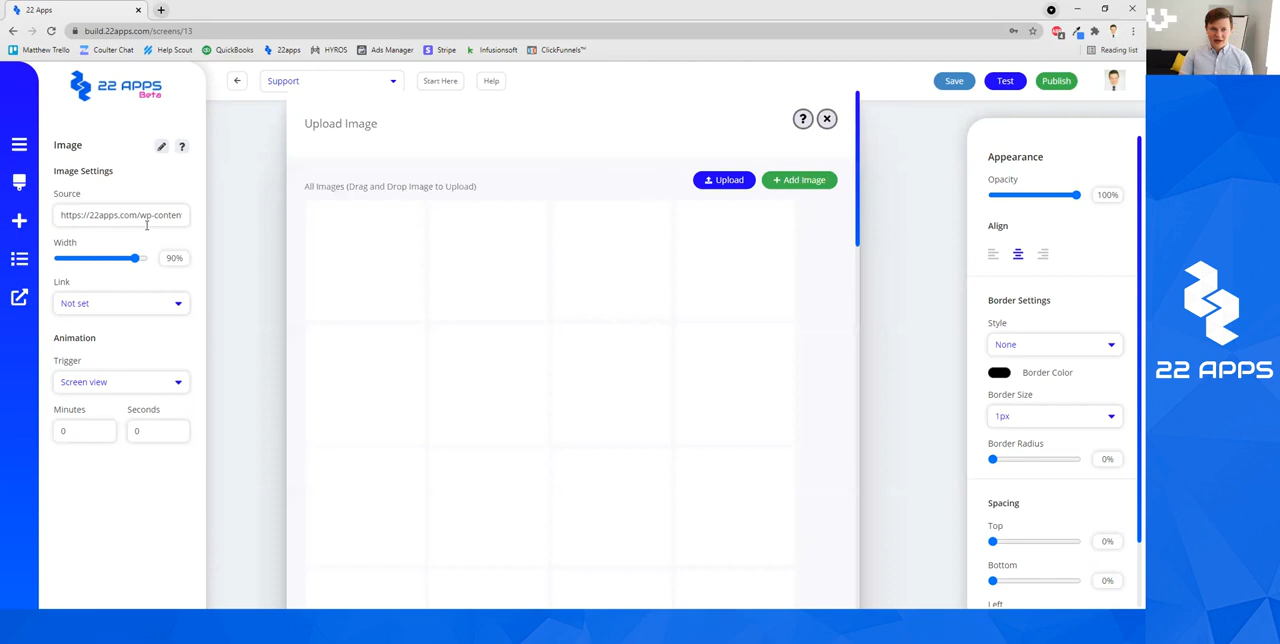 22 Apps
build.22apps.com/screens/13
Matthew Trello
Coulter Chat
Help Scout
QuickBooks
22apps
HYROS
Ads Manager
Stripe
Infusionsoft
ClickFunnels™
Reading list
22 APPS
Beta
Support
Start Here
Help
Save
Test
Publish
Image
Image Settings
Source
https://22apps.com/wp-conten
Width
90%
Link
Not set
Animation
Trigger
Screen view
Minutes
Seconds
0
0
Upload Image
All Images (Drag and Drop Image to Upload)
Upload
+ Add Image
Appearance
Opacity
100%
Align
Border Settings
Style
None
Border Color
Border Size
1px
Border Radius
0%
Spacing
Top
0%
Bottom
0%
Left
22 APPS